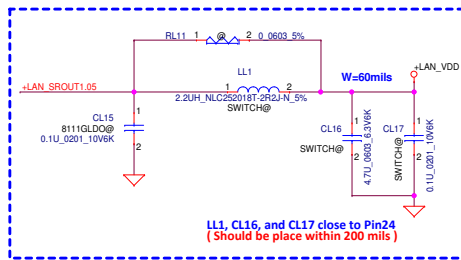 RL11 1 @ 2 0_0603_5%
LL1
+LAN_VDD
+LAN_SROUT1.05
1 2
W=60mils
2.2UH_NLC252018T-2R2J-N_5%
SWITCH@
CL15
8111GLDO@
0.1U_0201_10V6K
1
2
CL16
SWITCH@
1
2
4.7U_0603_6.3V6K
CL17
SWITCH@
1
2
0.1U_0201_10V6K
LL1, CL16, and CL17 close to Pin24
( Should be place within 200 mils )